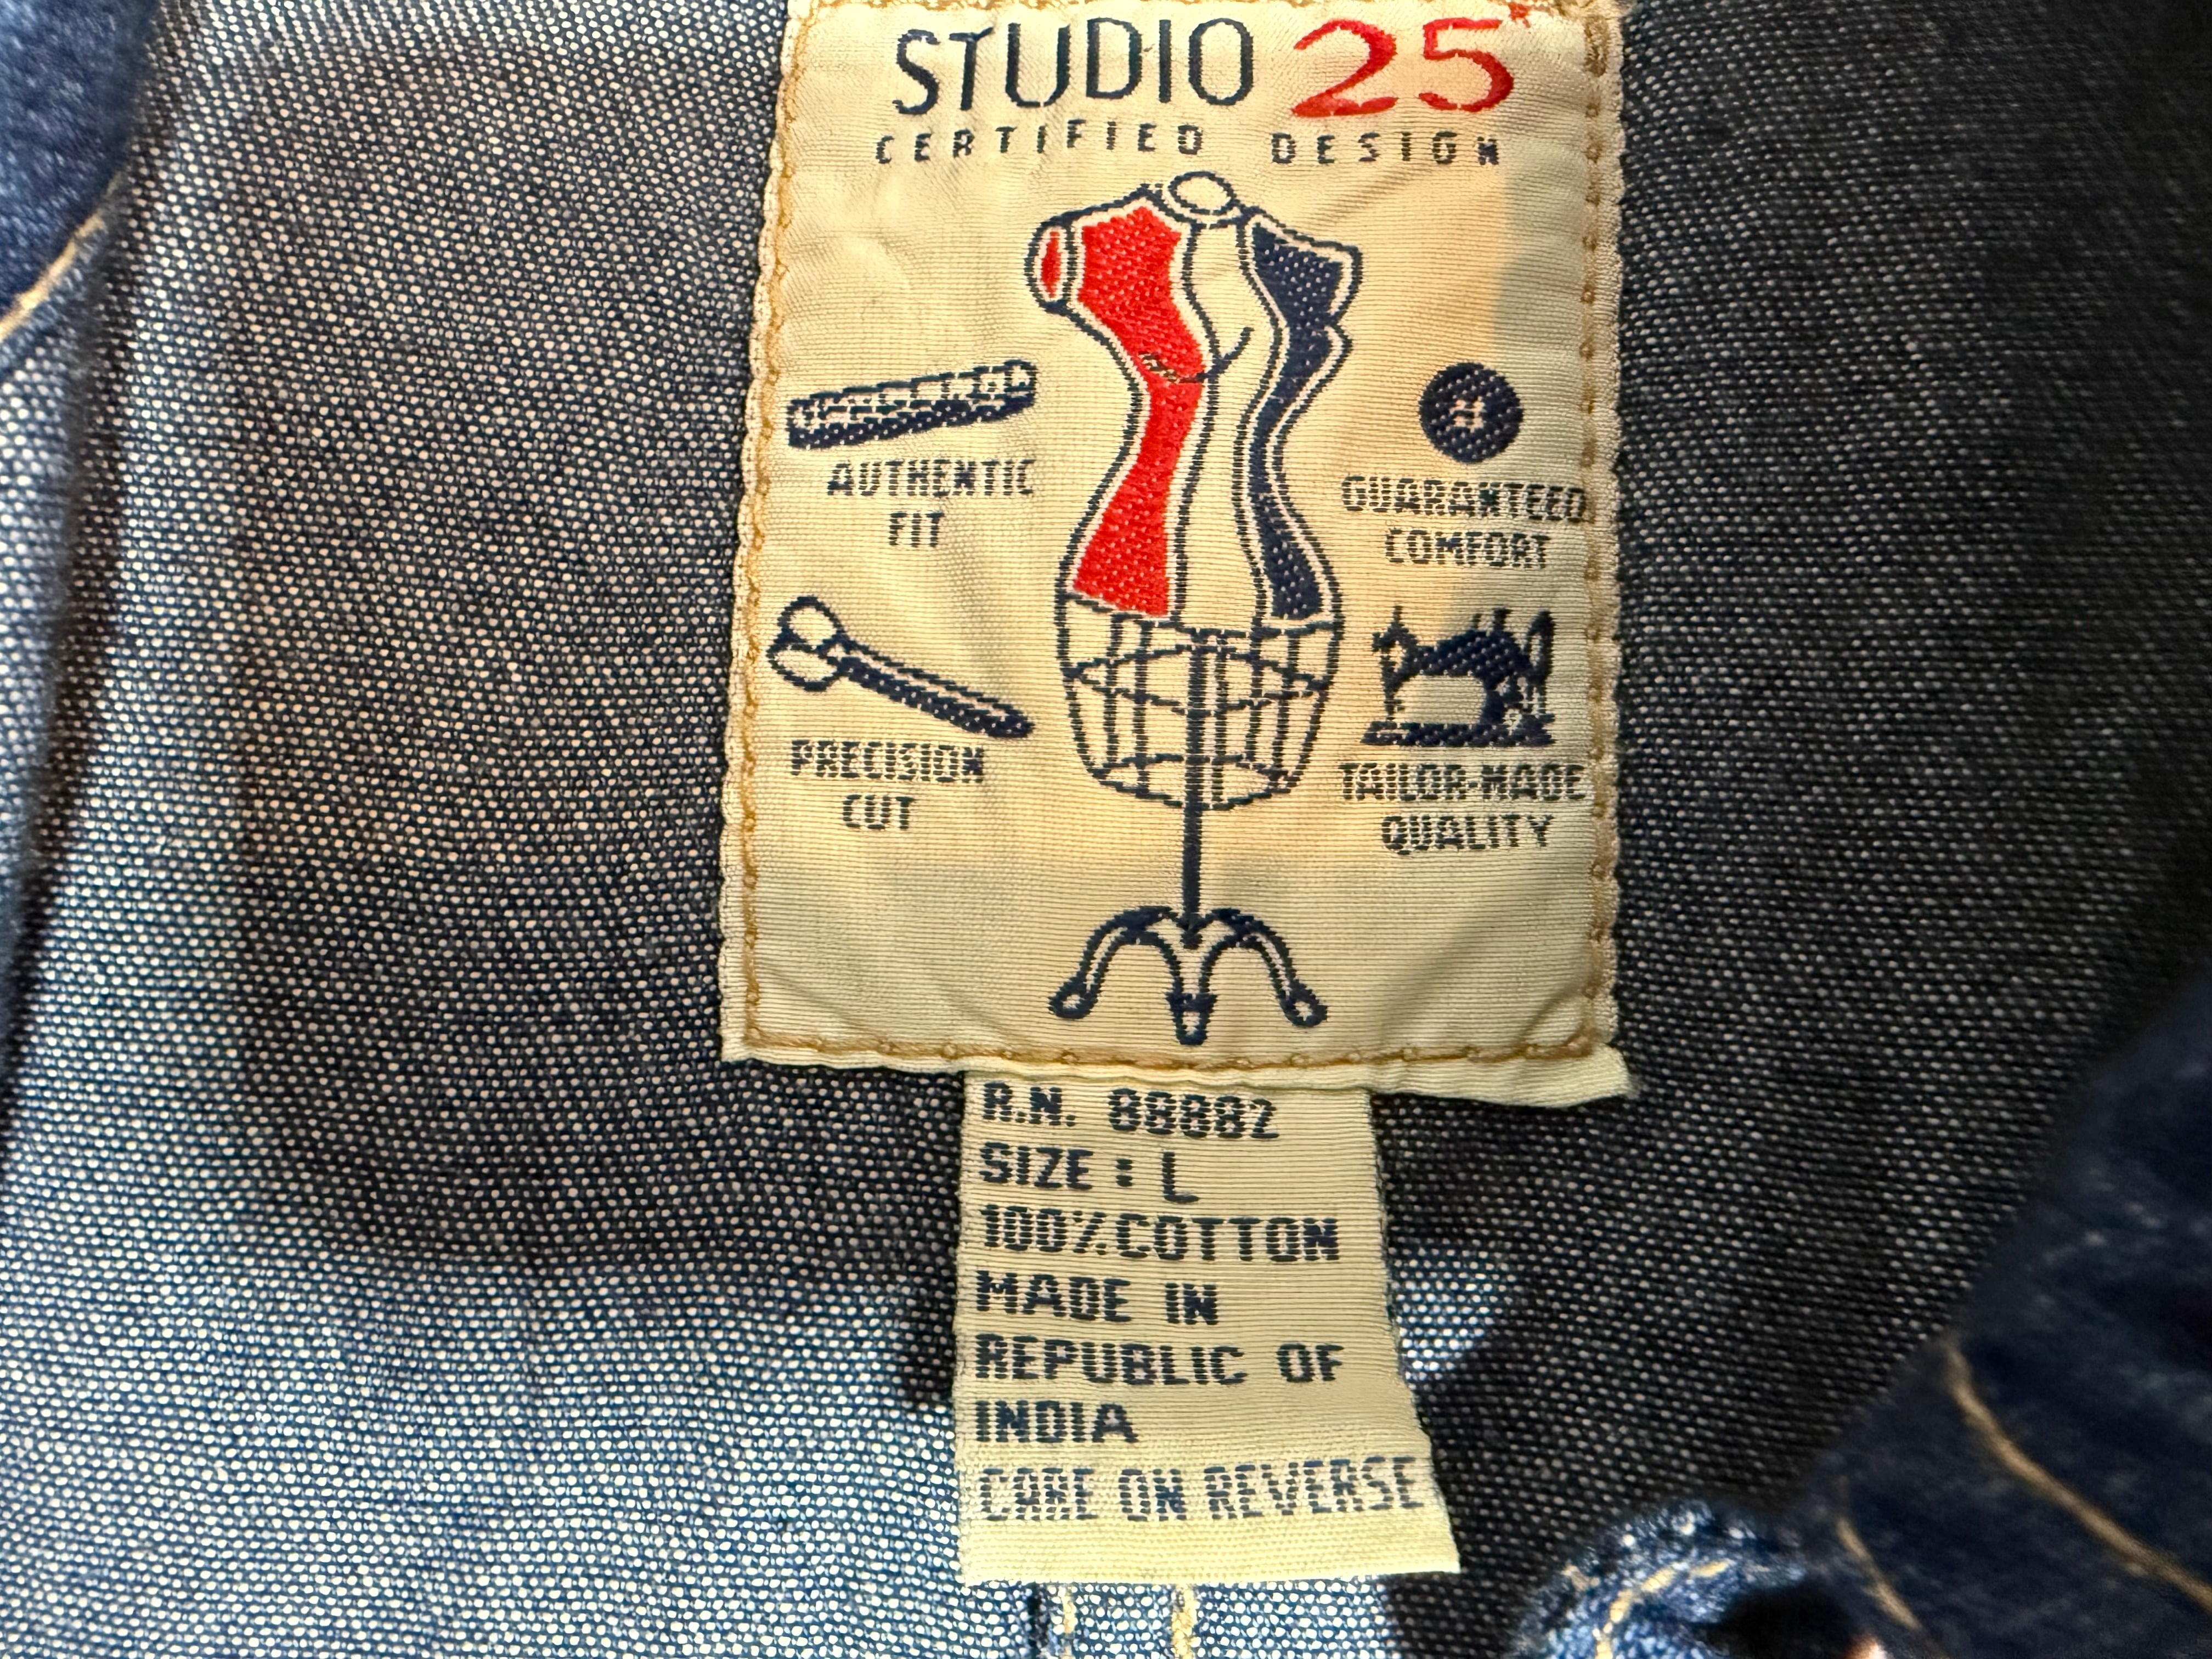 STUDIO 25
CERTIFIED DESIGN
AUTHENTIC
FIT
GUARANTEED
COMFORT
PRECISION
CUT
TAILOR-MADE
QUALITY
R.N. 88882
SIZE : L
100% COTTON
MADE IN
REPUBLIC OF
INDIA
CARE ON REVERSE